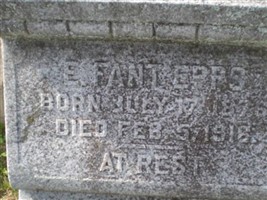 E. FANT EPPS
BORN JULY 17,
DIED FEB. 5, 1918.
AT REST